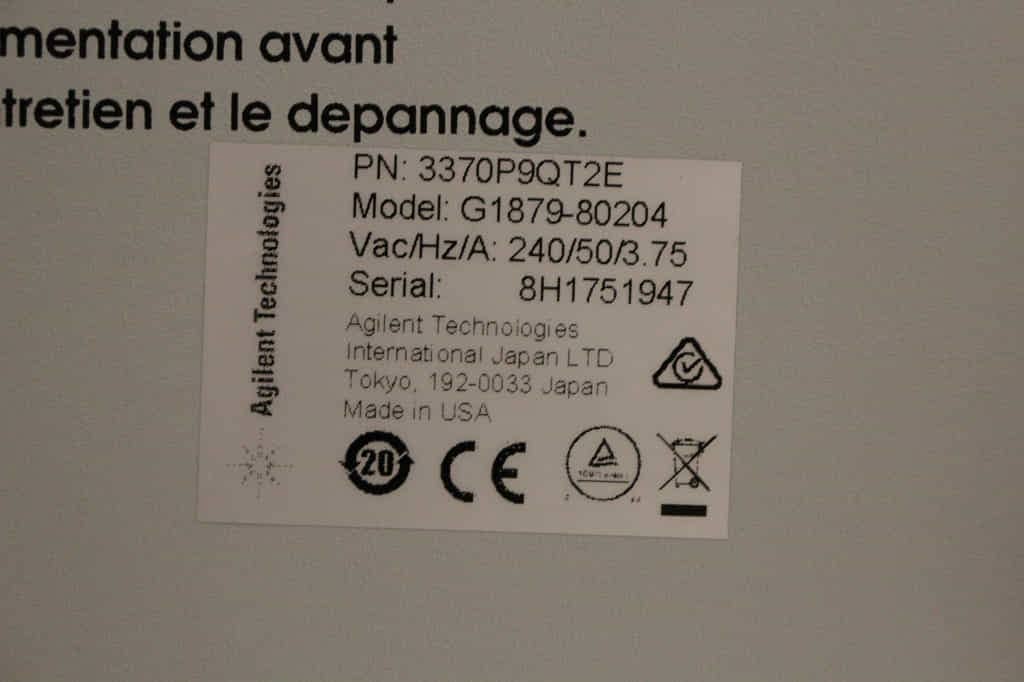 mentation avant
tretien et le depannage.
Agilent Technologies
PN: 3370P9QT2E
Model: G1879-80204
Vac/Hz/A: 240/50/3.75
Serial: 8H1751947
Agilent Technologies
International Japan LTD
Tokyo, 192-0033 Japan
Made in USA
20
CE